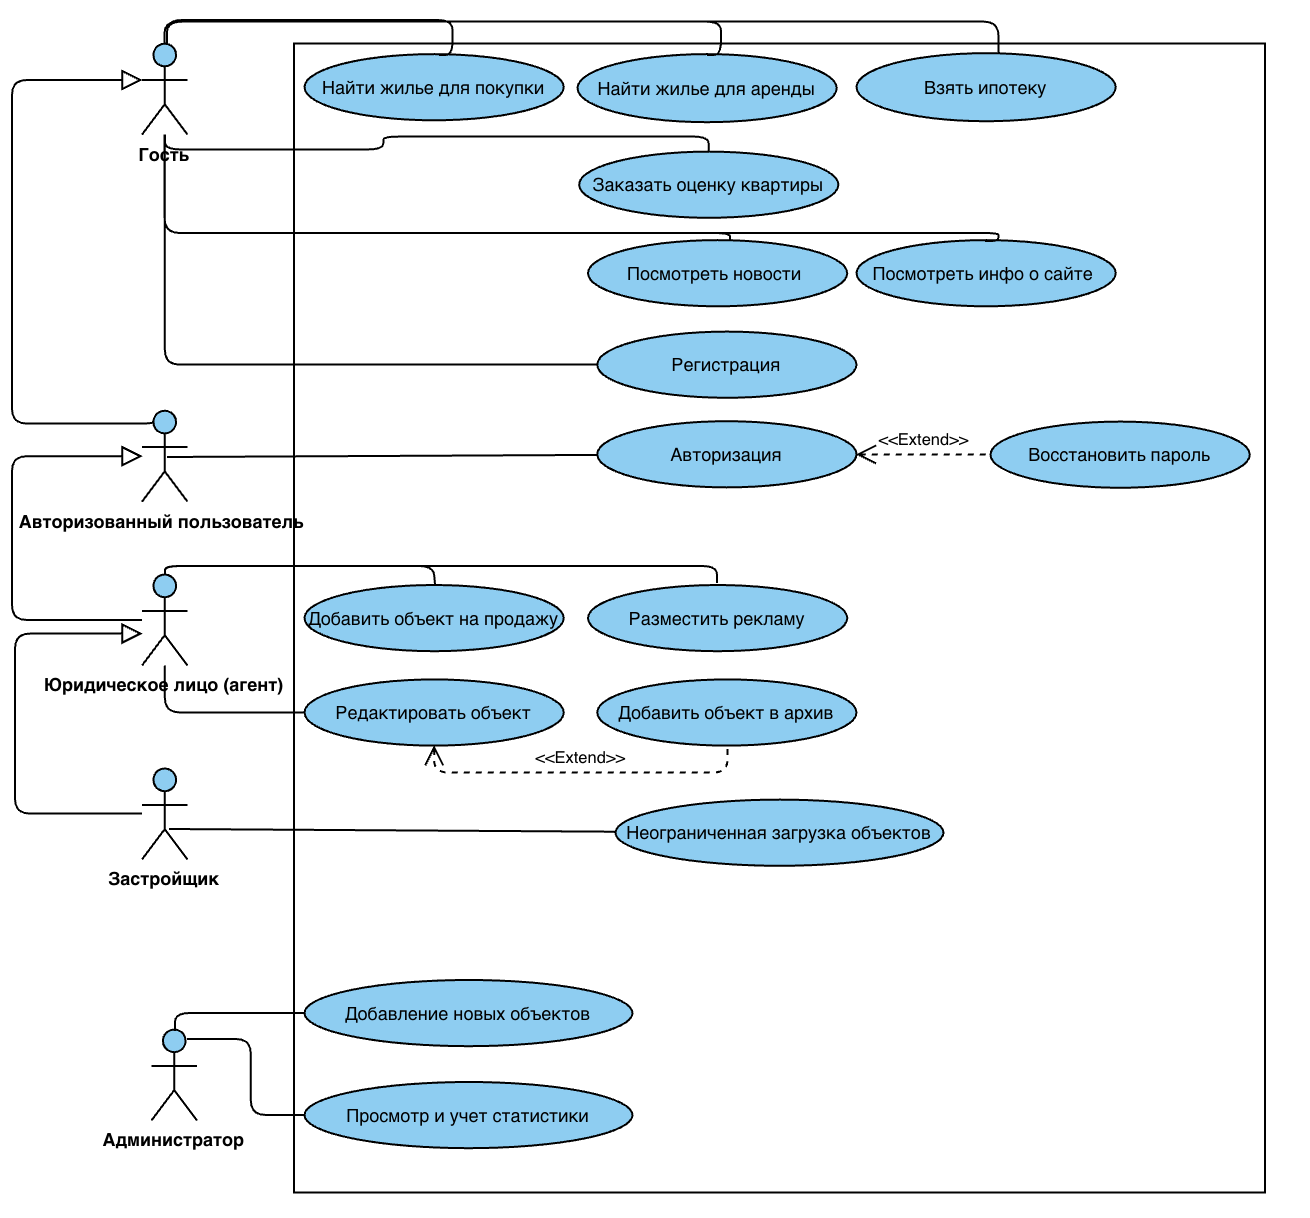 Найти жилье для покупки
Найти жилье для аренды
Взять ипотеку
Гость
Заказать оценку квартиры
Посмотреть новости
Посмотреть инфо о сайте
Регистрация
Авторизация
<<Extend>>
Восстановить пароль
Авторизованный пользователь
Добавить объект на продажу
Разместить рекламу
Юридическое лицо (агент)
Редактировать объект
Добавить объект в архив
<<Extend>>
Неограниченная загрузка объектов
Застройщик
Добавление новых объектов
Просмотр и учет статистики
Администратор